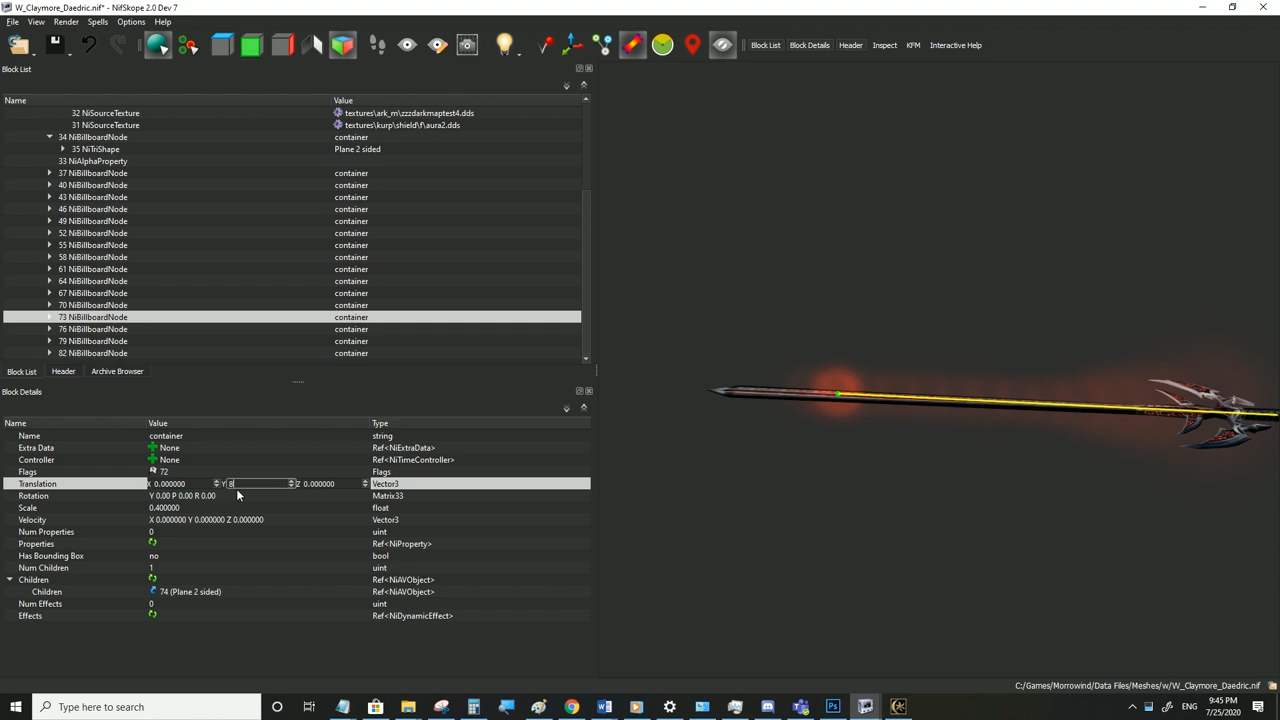 W_Claymore_Daedric.nif* - NifSkope 2.0 Dev 7
File View Render Spells Options Help
Block List Block Details Header Inspect KFM Interactive Help
Block List
Name Value
32 NiSourceTexture textures\ark_m\zzzdarkmaptest4.dds
31 NiSourceTexture textures\kurp\shield\f\aura2.dds
34 NiBillboardNode container
35 NiTriShape Plane 2 sided
33 NiAlphaProperty
37 NiBillboardNode container
40 NiBillboardNode container
43 NiBillboardNode container
46 NiBillboardNode container
49 NiBillboardNode container
52 NiBillboardNode container
55 NiBillboardNode container
58 NiBillboardNode container
61 NiBillboardNode container
64 NiBillboardNode container
67 NiBillboardNode container
70 NiBillboardNode container
73 NiBillboardNode container
76 NiBillboardNode container
79 NiBillboardNode container
82 NiBillboardNode container
Block List Header Archive Browser
Block Details
Name Value Type
Name container string
Extra Data None Ref<NiExtraData>
Controller None Ref<NiTimeController>
Flags 72 Flags
Translation X 0.000000 Y 8 Z 0.000000 Vector3
Rotation Y 0.00 P 0.00 R 0.00 Matrix33
Scale 0.400000 float
Velocity X 0.000000 Y 0.000000 Z 0.000000 Vector3
Num Properties 0 uint
Properties Ref<NiProperty>
Has Bounding Box no bool
Num Children 1 uint
Children Ref<NiAVObject>
Children 74 (Plane 2 sided) Ref<NiAVObject>
Num Effects 0 uint
Effects Ref<NiDynamicEffect>
C:/Games/Morrowind/Data Files/Meshes/w/W_Claymore_Daedric.nif
Type here to search
ENG 9:45 PM
7/25/2020